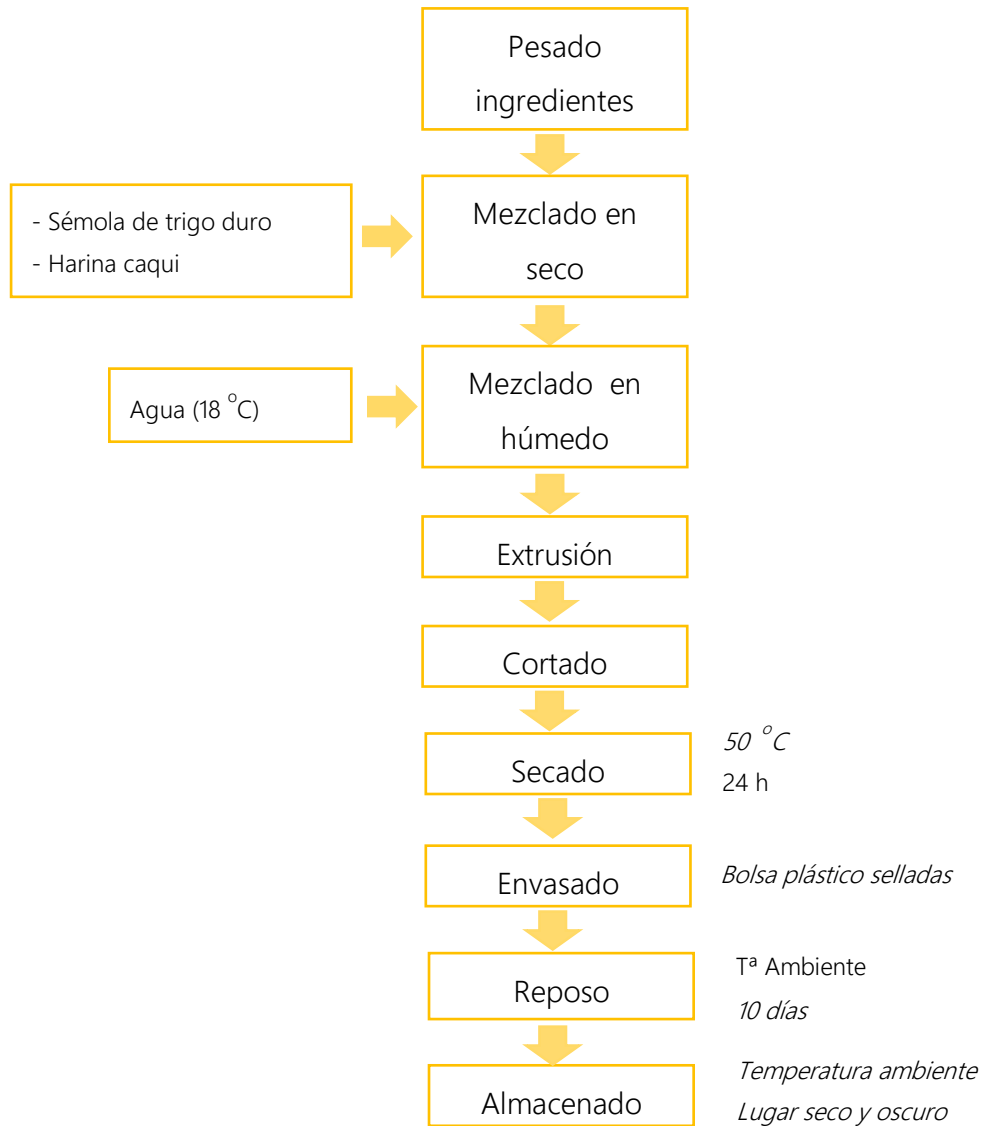 Pesado
ingredientes
- Sémola de trigo duro
- Harina caqui
Mezclado en
seco
Agua (18 °C)
Mezclado en
húmedo
Extrusión
Cortado
Secado
50 °C
24 h
Envasado
Bolsa plástico selladas
Reposo
Tª Ambiente
10 días
Almacenado
Temperatura ambiente
Lugar seco y oscuro